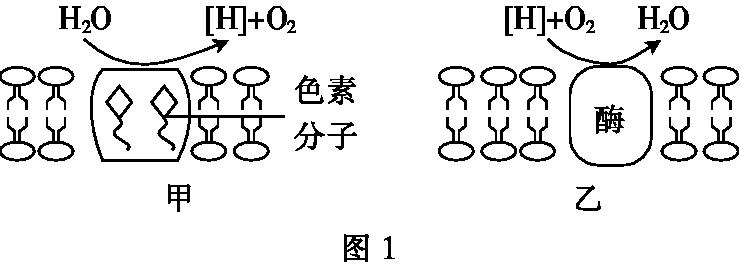 H₂O [H]+O₂
[H]+O₂ H₂O
色素
分子
酶
甲
乙
图 1